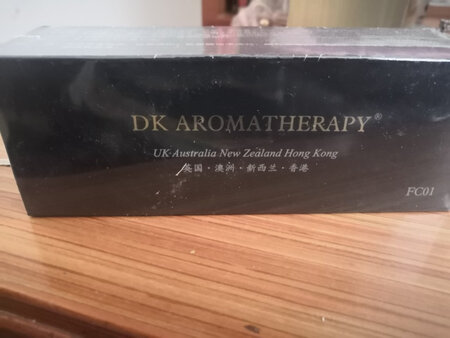 DK AROMATHERAPY®
UK Australia New Zealand Hong Kong
英国·澳洲·新西兰·香港
FC01